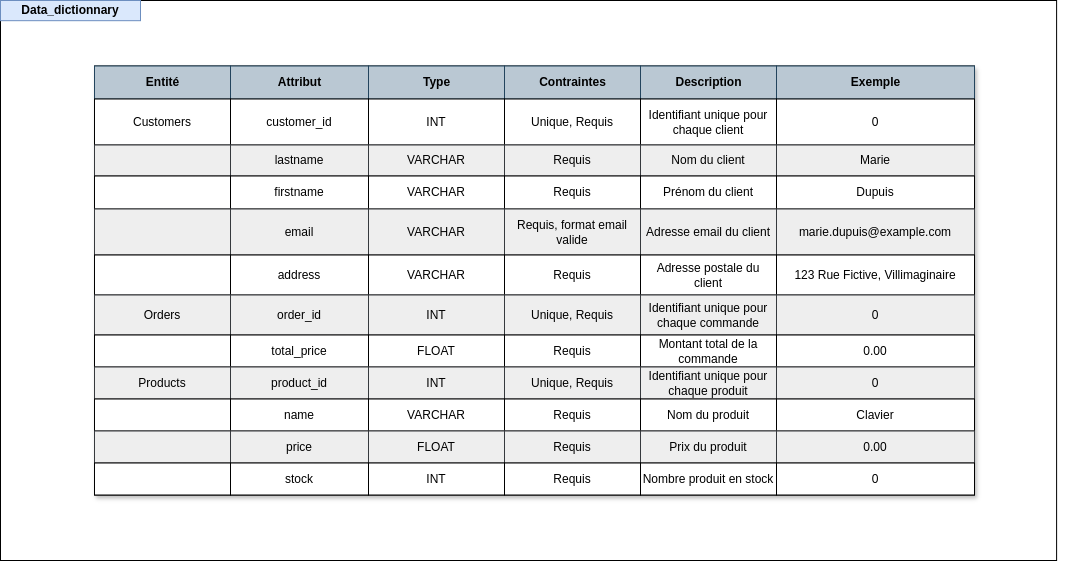 Data_dictionnary
Entité Attribut Type Contraintes Description Exemple
Customers customer_id INT Unique, Requis Identifiant unique pour
chaque client 0
lastname VARCHAR Requis Nom du client Marie
firstname VARCHAR Requis Prénom du client Dupuis
email VARCHAR Requis, format email
valide Adresse email du client marie.dupuis@example.com
address VARCHAR Requis Adresse postale du
client 123 Rue Fictive, Villimaginaire
Orders order_id INT Unique, Requis Identifiant unique pour
chaque commande 0
total_price FLOAT Requis Montant total de la
commande 0.00
Products product_id INT Unique, Requis Identifiant unique pour
chaque produit 0
name VARCHAR Requis Nom du produit Clavier
price FLOAT Requis Prix du produit 0.00
stock INT Requis Nombre produit en stock 0